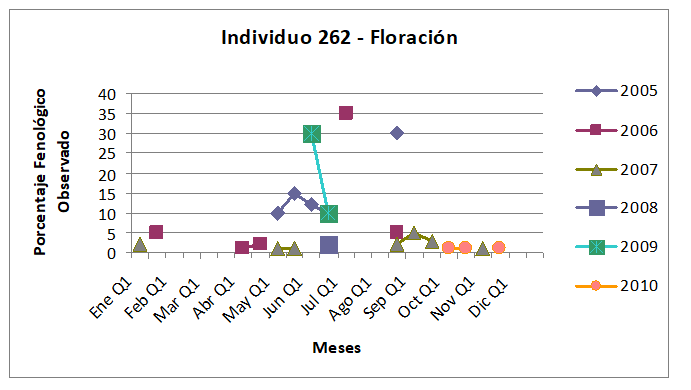 Individuo 262 - Floración
Porcentaje Fenológico
Observado
40
35
30
25
20
15
10
5
0
Ene Q1
Feb Q1
Mar Q1
Abr Q1
May Q1
Jun Q1
Jul Q1
Ago Q1
Sep Q1
Oct Q1
Nov Q1
Dic Q1
Meses
2005
2006
2007
2008
2009
2010